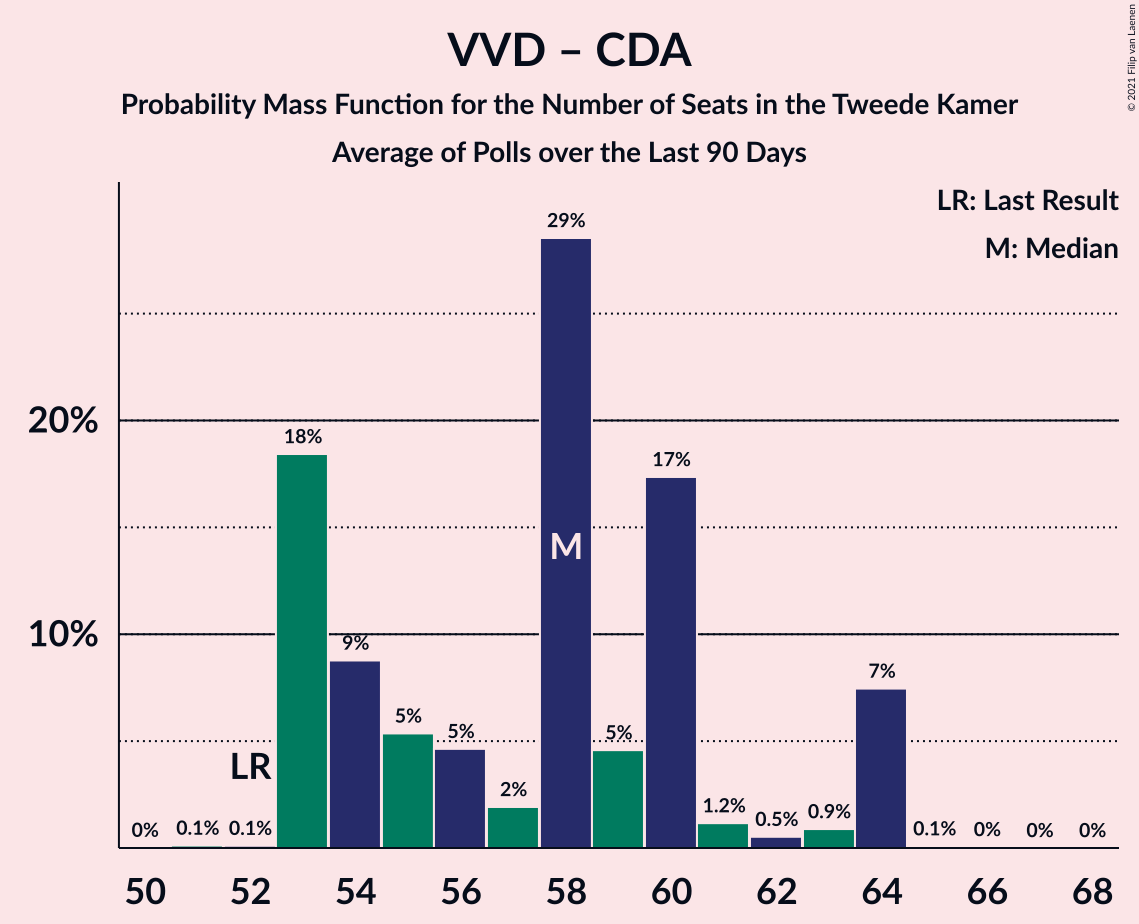 VVD – CDA
Probability Mass Function for the Number of Seats in the Tweede Kamer
Average of Polls over the Last 90 Days
© 2021 Filip van Laenen
LR: Last Result
M: Median
29%
20%
18%
17%
M
10%
9%
7%
5%
5%
5%
LR
2%
1.2%
0.9%
0.5%
0%
0.1%
0.1%
0.1%
0%
0%
0%
50 52 54 56 58 60 62 64 66 68